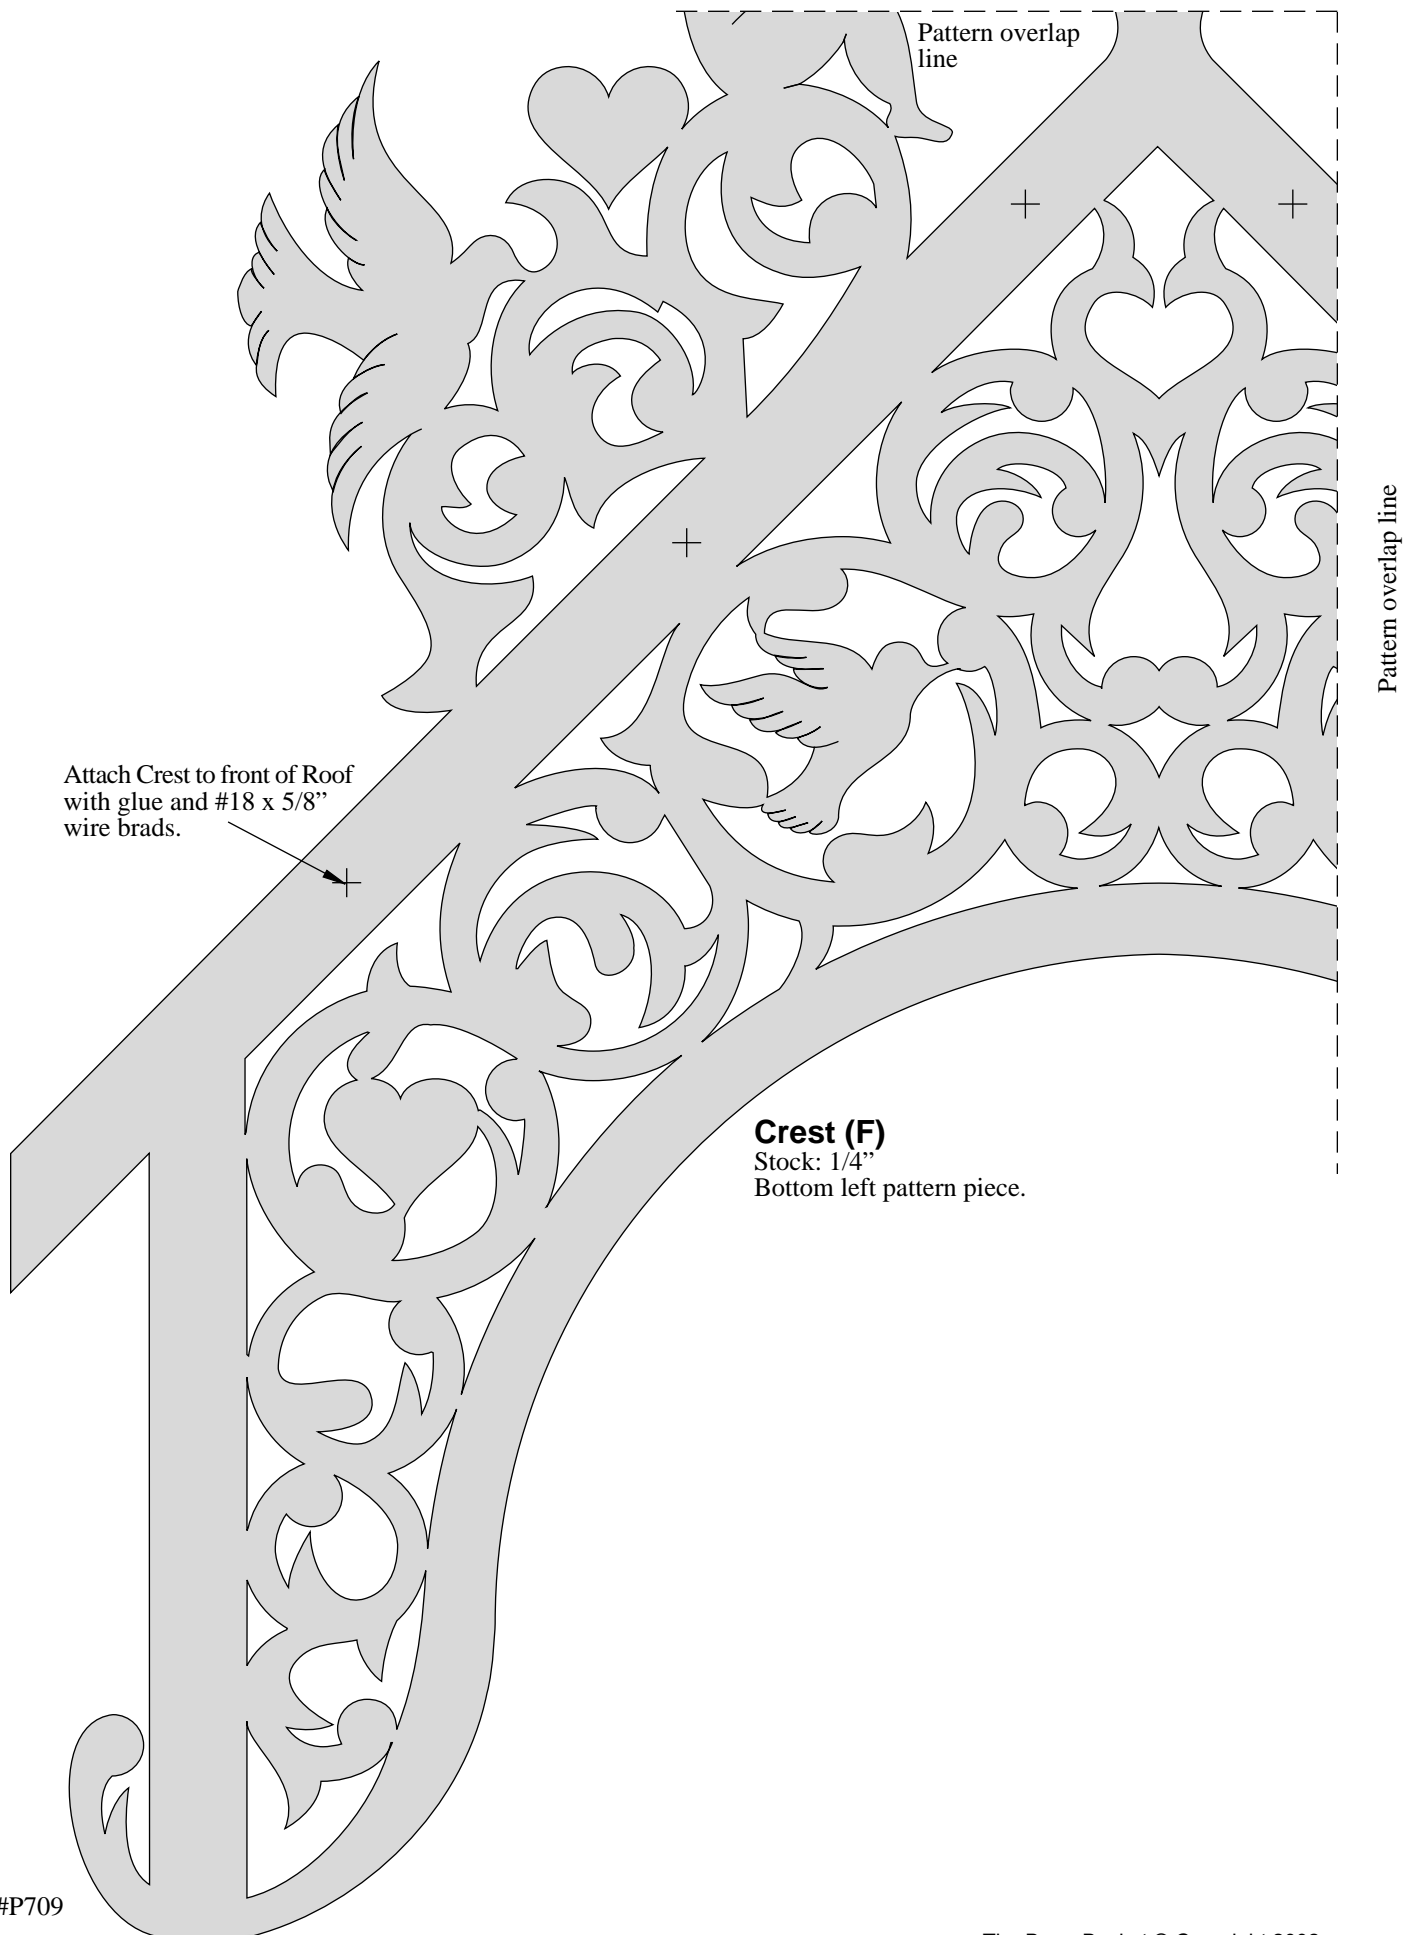 Pattern overlap
line
Pattern overlap line
Attach Crest to front of Roof
with glue and #18 x 5/8”
wire brads.
Crest (F)
Stock: 1/4”
Bottom left pattern piece.
#P709